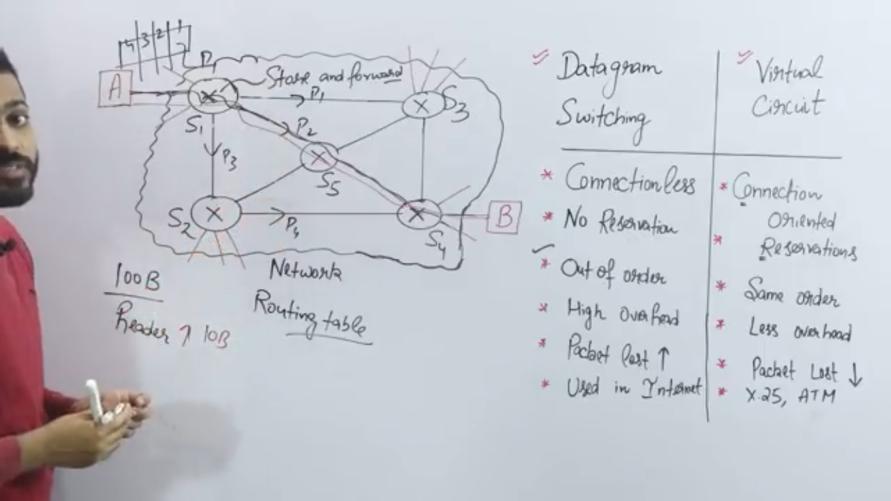 4 3 2 1
A
P
Store and forward
S1
P1
S3
P2
P3
S5
S2
P4
S4
B
100B
Header ↑ 10B
Network
Routing table
Datagram
Switching
* Connectionless
* No Reservation
* Out of order
* High Overhead
* Packet lost ↑
* Used in Internet
Virtual
Circuit
* Connection
Oriented
* Reservations
* Same order
* Less overhead
* Packet Lost ↓
* X.25, ATM